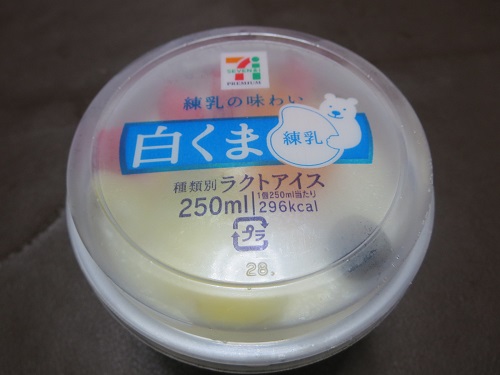 SEVEN&i
PREMIUM
練乳の味わい
白くま
練乳
種類別 ラクトアイス
250ml
1個250ml当たり
296kcal
プラ
28